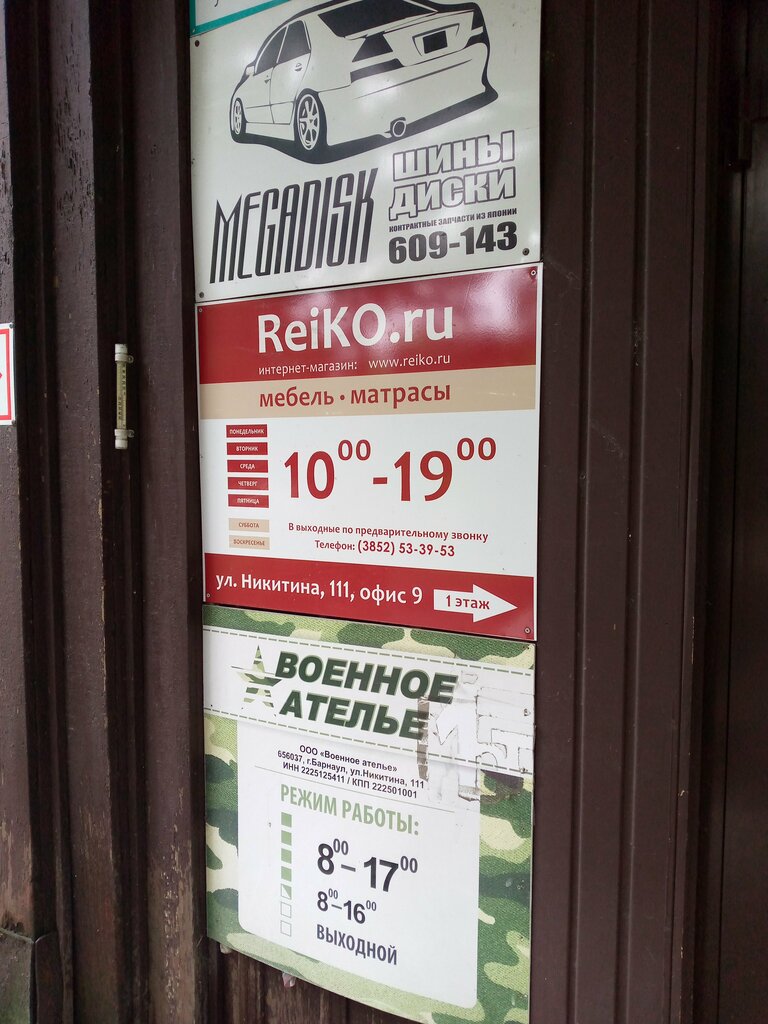 MEGADISK
ШИНЫ
ДИСКИ
КОНТРАКТНЫЕ ЗАПЧАСТИ ИЗ ЯПОНИИ
609-143
ReiKO.ru
интернет-магазин: www.reiko.ru
мебель • матрасы
ПОНЕДЕЛЬНИК
ВТОРНИК
СРЕДА
ЧЕТВЕРГ
ПЯТНИЦА
10⁰⁰-19⁰⁰
СУББОТА
ВОСКРЕСЕНЬЕ
В выходные по предварительному звонку
Телефон: (3852) 53-39-53
ул. Никитина, 111, офис 9
1 этаж
ВОЕННОЕ
АТЕЛЬЕ
ООО «Военное ателье»
656037, г.Барнаул, ул.Никитина, 111
ИНН 2225125411 / КПП 222501001
РЕЖИМ РАБОТЫ:
8⁰⁰–17⁰⁰
8⁰⁰–16⁰⁰
ВЫХОДНОЙ